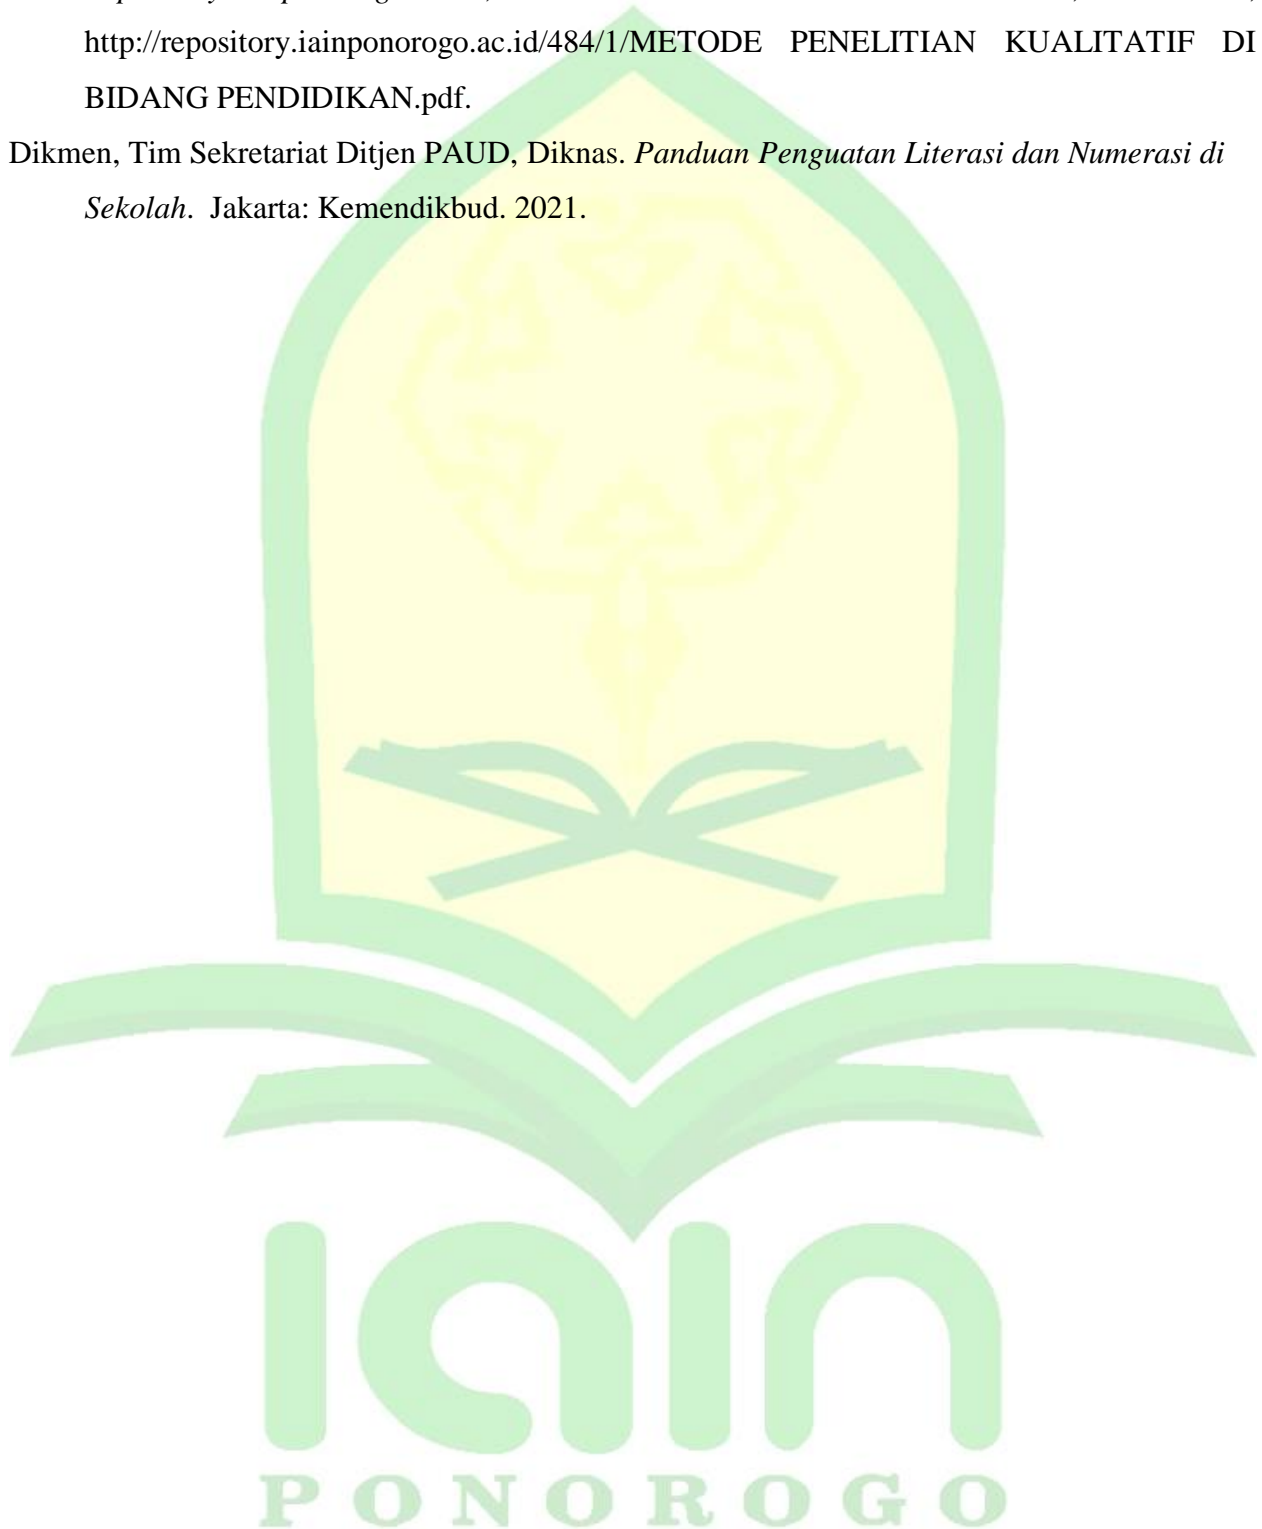 http://repository.iainponorogo.ac.id/484/1/METODE PENELITIAN KUALITATIF DI
BIDANG PENDIDIKAN.pdf.
Dikmen, Tim Sekretariat Ditjen PAUD, Diknas. Panduan Penguatan Literasi dan Numerasi di
Sekolah. Jakarta: Kemendikbud. 2021.
iain
PONOROGO